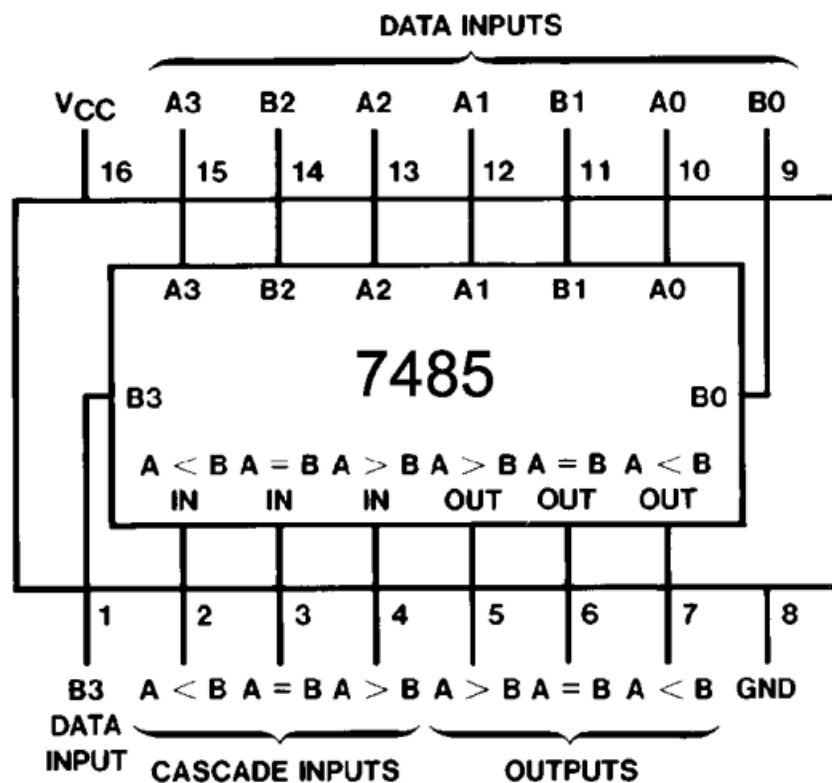 DATA INPUTS
VCC A3 B2 A2 A1 B1 A0 B0
16 15 14 13 12 11 10 9
A3 B2 A2 A1 B1 A0
7485
B3 B0
A < B A = B A > B A > B A = B A < B
IN IN IN OUT OUT OUT
1 2 3 4 5 6 7 8
B3 A < B A = B A > B A > B A = B A < B GND
DATA
INPUT CASCADE INPUTS OUTPUTS